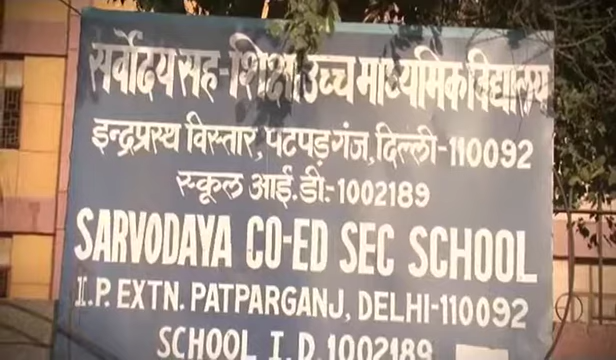 सर्वोदय सह-शिक्षा उच्च माध्यमिक विद्यालय
इन्द्रप्रस्थ विस्तार, पटपड़गंज, दिल्ली-110092
स्कूल आई.डी:-1002189
SARVODAYA CO-ED SEC SCHOOL
I.P. EXTN. PATPARGANJ, DELHI-110092
SCHOOL I.D.1002189